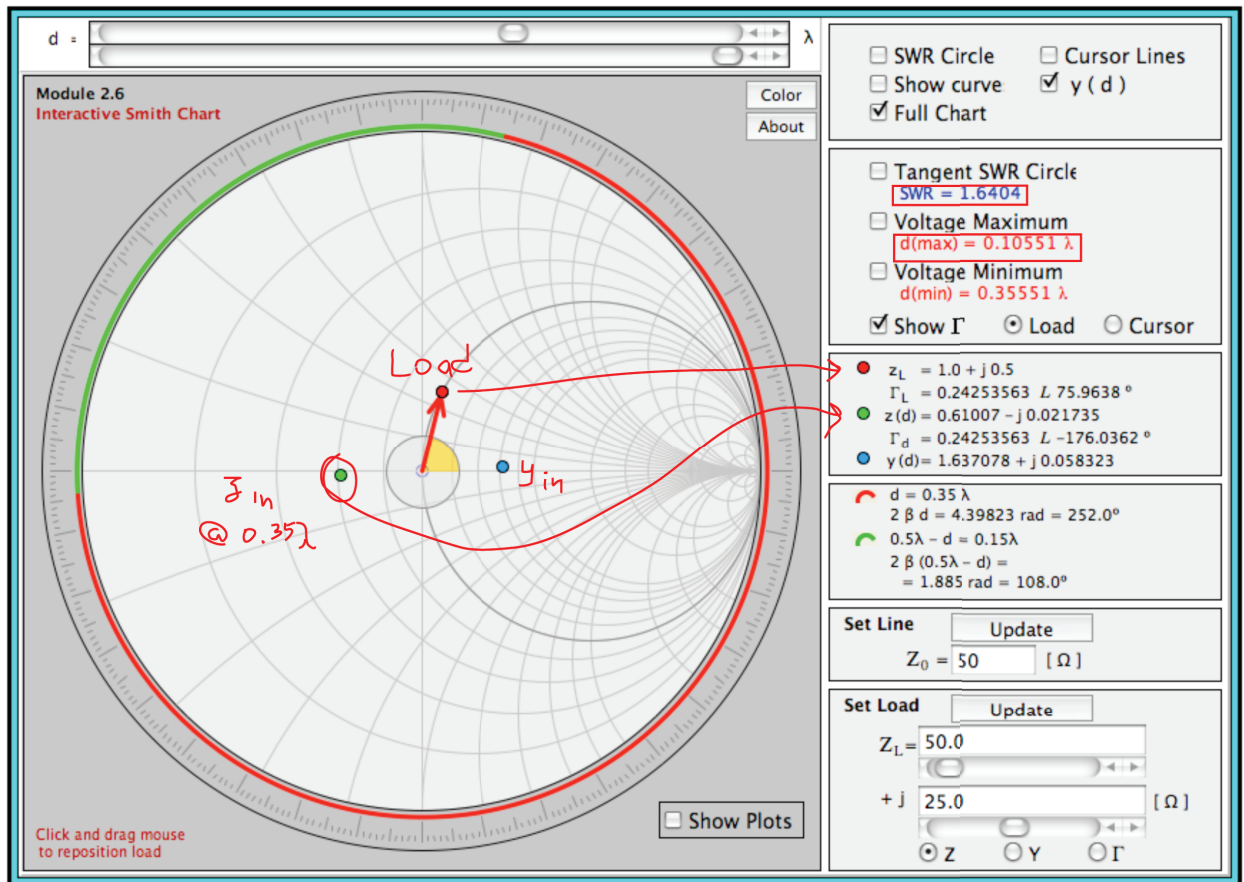 d = λ
Module 2.6
Interactive Smith Chart
Color
About
Load
z in
@ 0.35λ
y in
Click and drag mouse
to reposition load
Show Plots
SWR Circle Cursor Lines
Show curve y ( d )
Full Chart
Tangent SWR Circle
SWR = 1.6404
Voltage Maximum
d(max) = 0.10551 λ
Voltage Minimum
d(min) = 0.35551 λ
Show Γ Load Cursor
z_L = 1.0 + j 0.5
Γ_L = 0.24253563 L 75.9638 º
z(d) = 0.61007 - j 0.021735
Γ_d = 0.24253563 L -176.0362 º
y(d)= 1.637078 + j 0.058323
d = 0.35 λ
2 β d = 4.39823 rad = 252.0º
0.5λ - d = 0.15λ
2 β (0.5λ - d) =
= 1.885 rad = 108.0º
Set Line Update
Z_0 = 50 [ Ω ]
Set Load Update
Z_L= 50.0
+ j 25.0 [ Ω ]
Z Y Γ